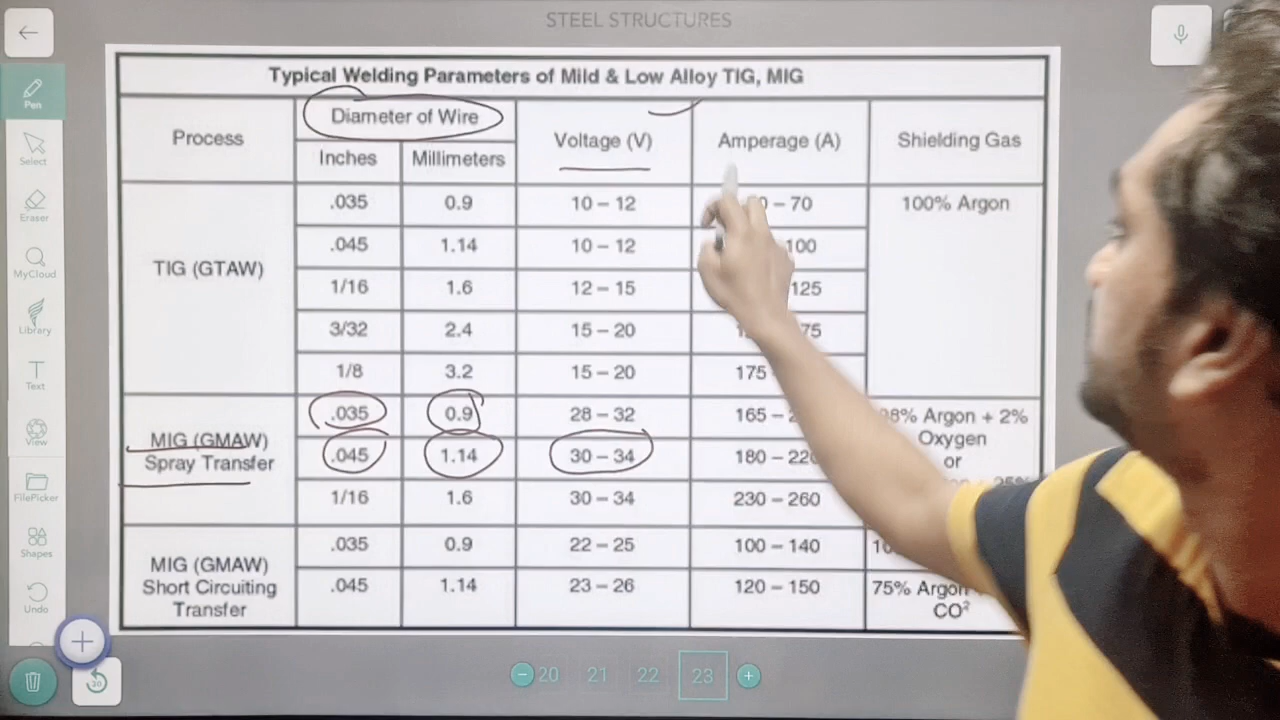 STEEL STRUCTURES
Pen
Select
Eraser
MyCloud
Library
Text
View
FilePicker
Shapes
Undo
Typical Welding Parameters of Mild & Low Alloy TIG, MIG
Process Diameter of Wire Voltage (V) Amperage (A) Shielding Gas
Inches Millimeters
TIG (GTAW)
.035 0.9 10 – 12 – 70 100% Argon
.045 1.14 10 – 12 100
1/16 1.6 12 – 15 125
3/32 2.4 15 – 20
1/8 3.2 15 – 20 175
MIG (GMAW)
Spray Transfer
.035 0.9 28 – 32 165 – 98% Argon + 2%
Oxygen
or
.045 1.14 30 – 34 180 –
1/16 1.6 30 – 34 230 – 260
MIG (GMAW)
Short Circuiting
Transfer
.035 0.9 22 – 25 100 – 140
.045 1.14 23 – 26 120 – 150 75% Argon
CO²
20 21 22 23